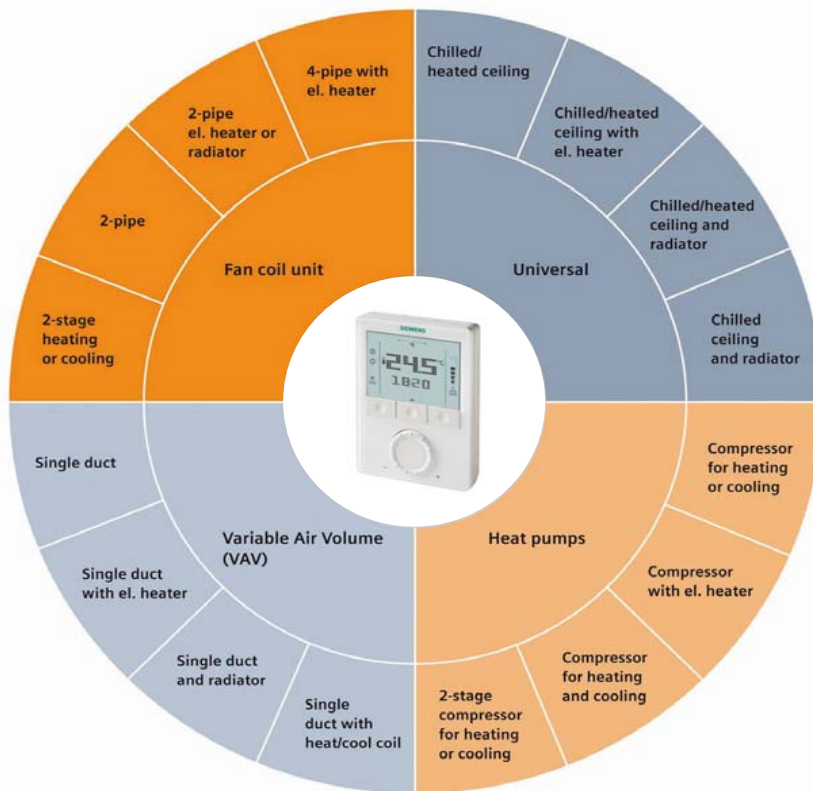 4-pipe with
el. heater
2-pipe
el. heater or
radiator
2-pipe
2-stage
heating
or cooling
Fan coil unit
Chilled/
heated ceiling
Chilled/heated
ceiling with
el. heater
Chilled/heated
ceiling and
radiator
Chilled
ceiling
and radiator
Universal
SIEMENS
24.5°C
18:20
Single duct
Single duct
with el. heater
Single duct
and radiator
Single
duct with
heat/cool coil
Variable Air Volume
(VAV)
Heat pumps
Compressor
for heating
or cooling
Compressor
with el. heater
Compressor
for heating
and cooling
2-stage
compressor
for heating
or cooling